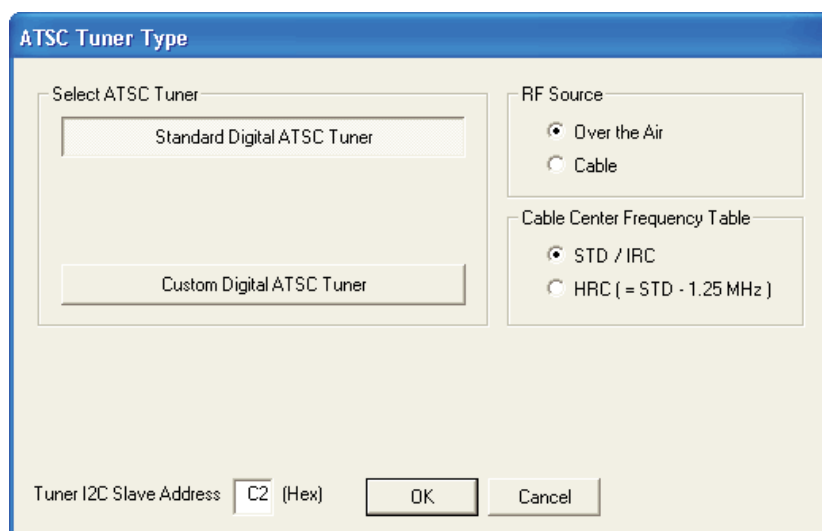 ATSC Tuner Type
Select ATSC Tuner
Standard Digital ATSC Tuner
Custom Digital ATSC Tuner
RF Source
Over the Air
Cable
Cable Center Frequency Table
STD / IRC
HRC ( = STD - 1.25 MHz )
Tuner I2C Slave Address C2 (Hex) OK Cancel